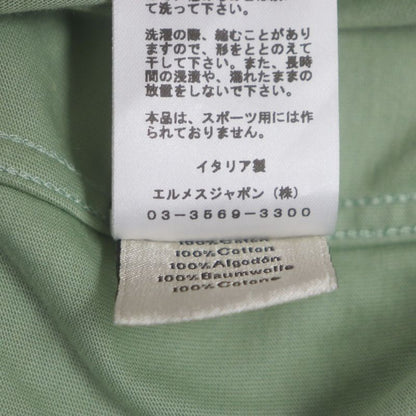 て洗って下さい。
洗濯の際、縮むことがあり
ますので、形をととのえて
干して下さい。また、長時
間の浸漬や、濡れたままの
放置をしないで下さい。
本品は、スポーツ用には作
られておりません。
イタリア製
エルメスジャポン（株）
03-3569-3300
100% Coton
100% Cotton
100% Algodón
100% Baumwolle
100% Cotone